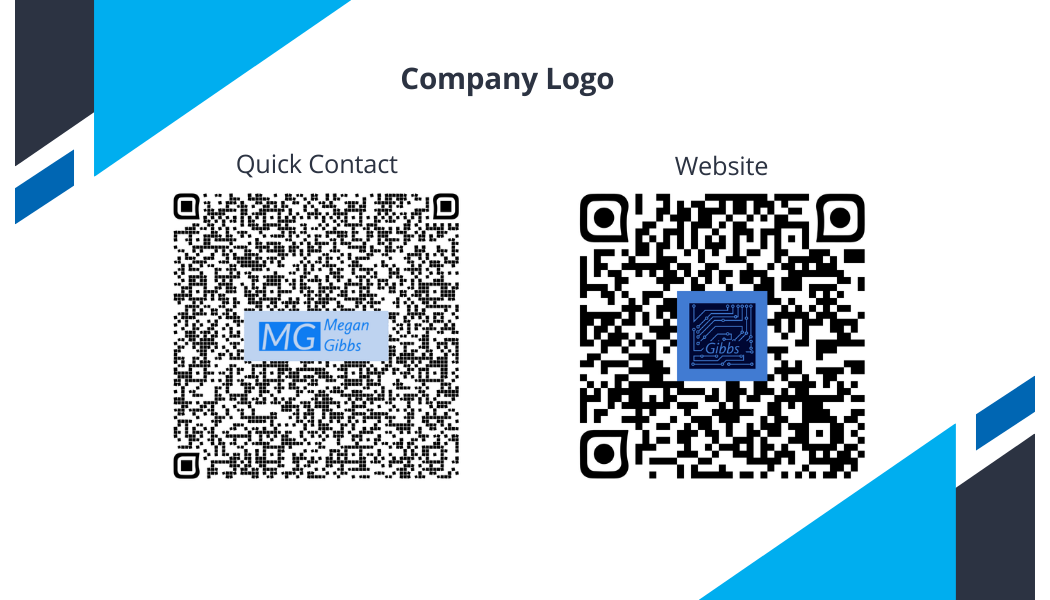 Company Logo
Quick Contact
Website
MG Megan
Gibbs
Gibbs